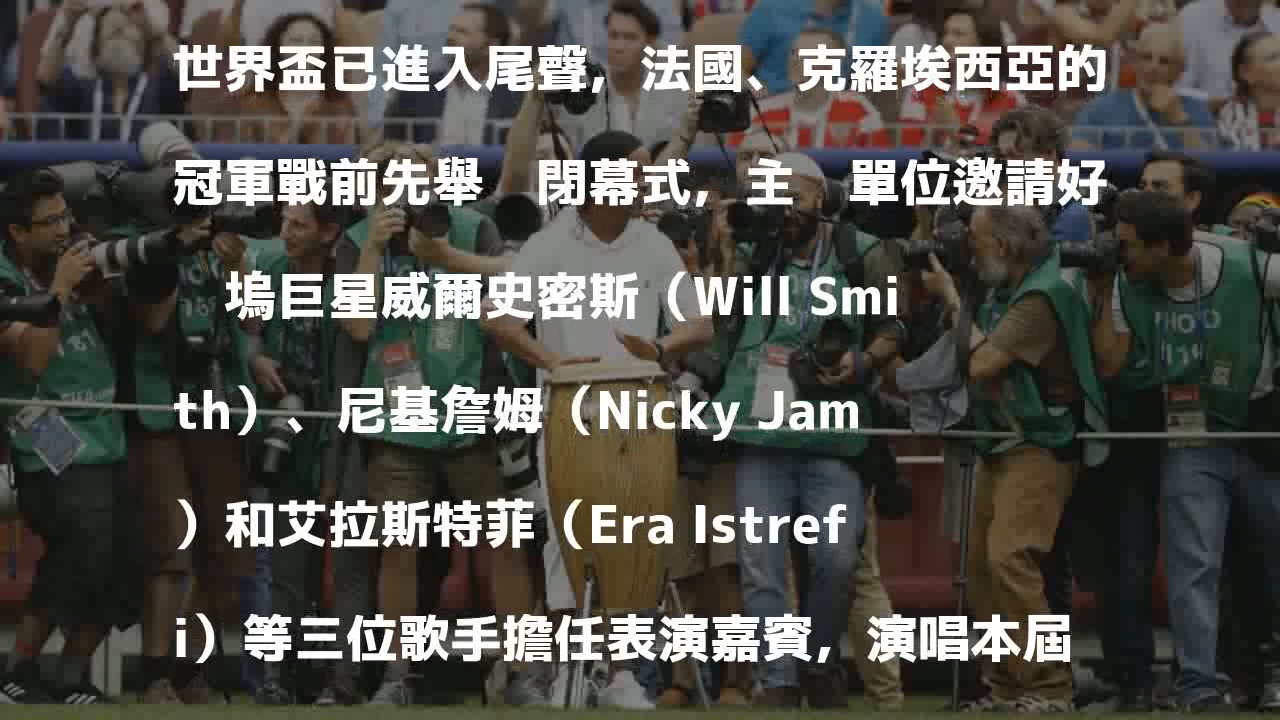 世界盃已進入尾聲，法國、克羅埃西亞的
冠軍戰前先舉　閉幕式，主　單位邀請好
　塢巨星威爾史密斯（Will Smi
th）、尼基詹姆（Nicky Jam
）和艾拉斯特菲（Era Istref
i）等三位歌手擔任表演嘉賓，演唱本屆